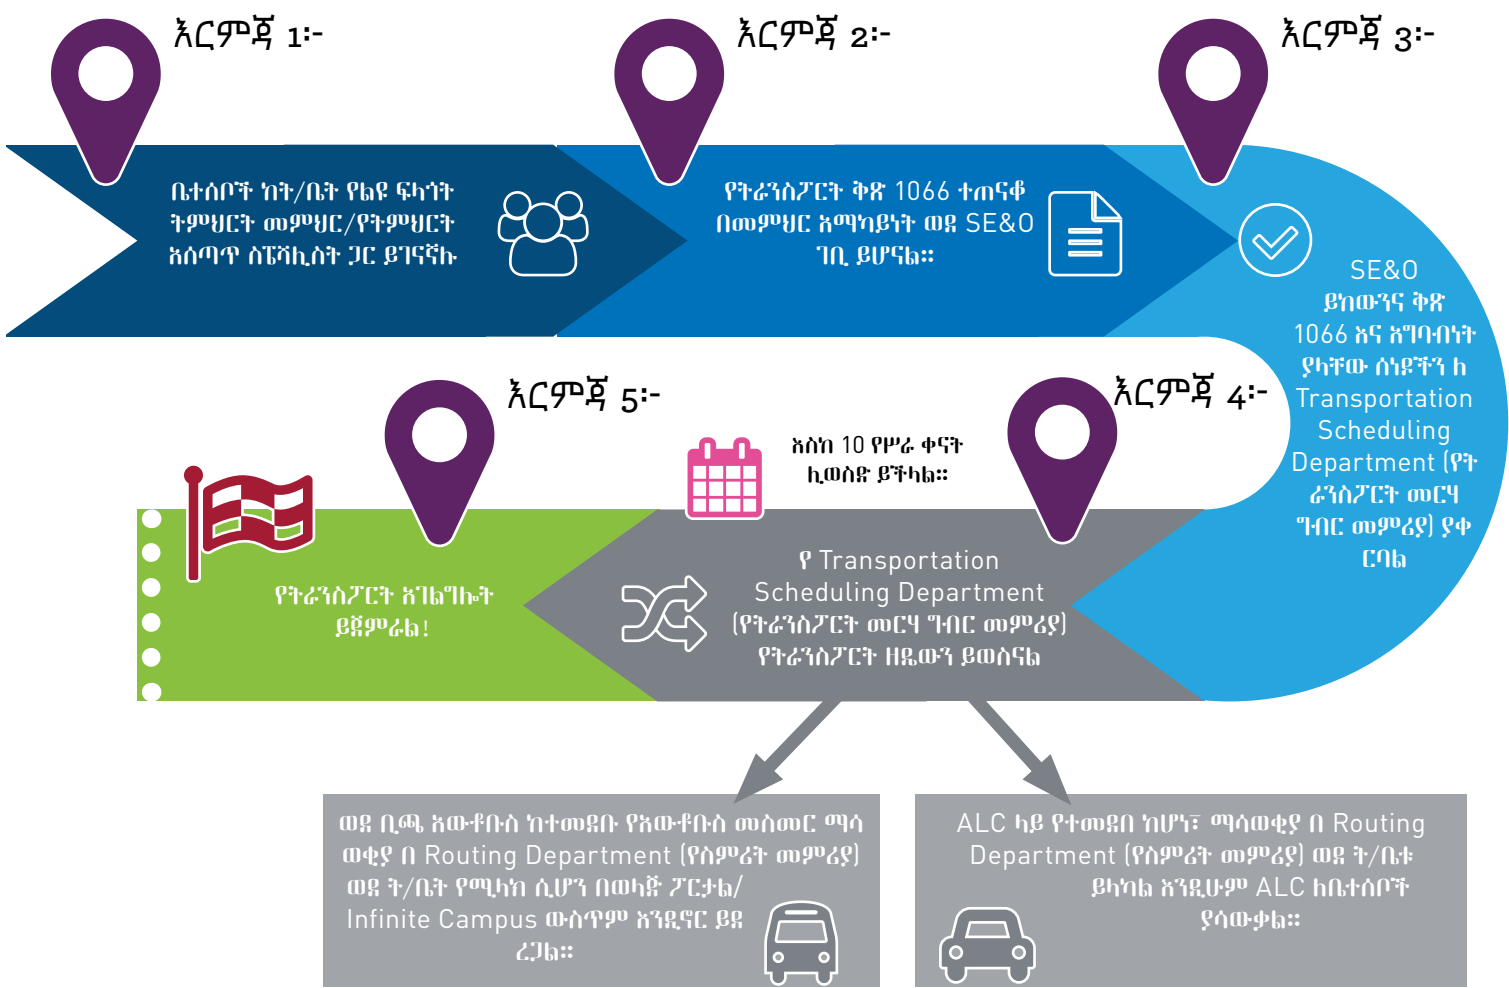 እርምጃ 1፡-
ቤተሰቦች ከት/ቤት የልዩ ፍላጎት
ትምህርት መምህር/የትምህርት
አሰጣጥ ስፔሻሊስት ጋር ይገናኛሉ
እርምጃ 2፡-
የትራንስፖርት ቅጽ 1066 ተጠናቆ
በመምህር አማካይነት ወደ SE&O
ገቢ ይሆናል።
እርምጃ 3፡-
SE&O
ይከውንና ቅጽ
1066 እና አግባብነት
ያላቸው ሰነዶችን ለ
Transportation
Scheduling
Department (የት
ራንስፖርት መርሃ
ግብር መምሪያ) ያቀ
ርባል
እርምጃ 4፡-
እስከ 10 የሥራ ቀናት
ሊወስድ ይችላል።
የ Transportation
Scheduling Department
(የትራንስፖርት መርሃ ግብር መምሪያ)
የትራንስፖርት ዘዴውን ይወስናል
እርምጃ 5፡-
የትራንስፖርት አገልግሎት
ይጀምራል!
ወደ ቢጫ አውቶቡስ ከተመደቡ የአውቶቡስ መስመር ማሳ
ወቂያ በ Routing Department (የስምሪት መምሪያ)
ወደ ት/ቤት የሚላክ ሲሆን በወላጅ ፖርታል/
Infinite Campus ውስጥም እንዲኖር ይደ
ረጋል።
ALC ላይ የተመደበ ከሆነ፣ ማሳወቂያ በ Routing
Department (የስምሪት መምሪያ) ወደ ት/ቤቱ
ይላካል እንዲሁም ALC ለቤተሰቦች
ያሳውቃል።